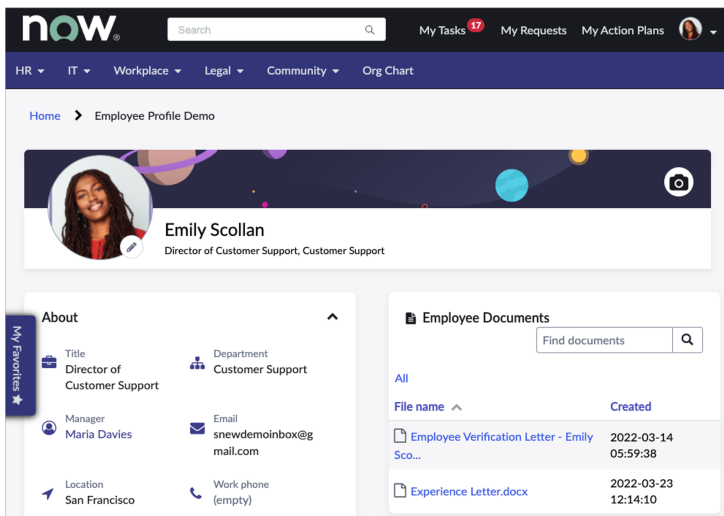 now®
Search
My Tasks 17 My Requests My Action Plans
HR IT Workplace Legal Community Org Chart
Home > Employee Profile Demo
Emily Scollan
Director of Customer Support, Customer Support
My Favorites
About
Title
Director of
Customer Support
Department
Customer Support
Manager
Maria Davies
Email
snewdemoinbox@g
mail.com
Location
San Francisco
Work phone
(empty)
Employee Documents
Find documents
All
File name Created
Employee Verification Letter - Emily
Sco...
2022-03-14
05:59:38
Experience Letter.docx
2022-03-23
12:14:10